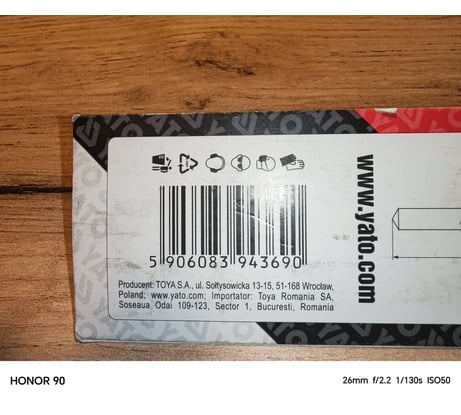 www.yato.com
5 906083 943690
Producent: TOYA S.A., ul. Sołtysowicka 13-15, 51-168 Wrocław,
Poland; www.yato.com; Importator: Toya Romania SA,
Soseaua Odai 109-123, Sector 1, Bucuresti, Romania
HONOR 90
26mm f/2.2 1/130s ISO50